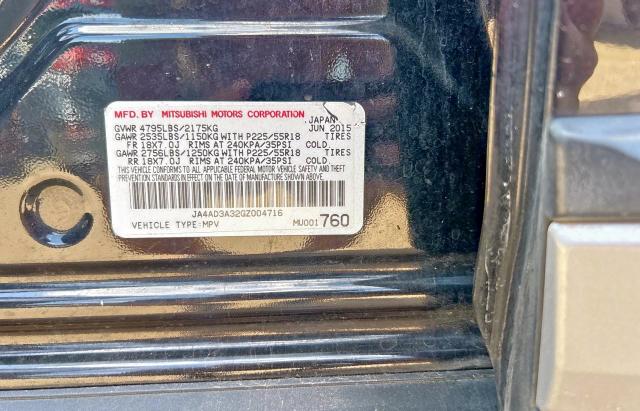 MFD. BY MITSUBISHI MOTORS CORPORATION
JAPAN
GVWR 4795LBS/2175KG JUN 2015
GAWR 2535LBS/1150KG WITH P225/55R18 TIRES
FR 18X7.0J RIMS AT 240KPA/35PSI COLD.
GAWR 2756LBS/1250KG WITH P225/55R18 TIRES
RR 18X7.0J RIMS AT 240KPA/35PSI COLD.
THIS VEHICLE CONFORMS TO ALL APPLICABLE FEDERAL MOTOR VEHICLE SAFETY AND
THEFT PREVENTION STANDARDS IN EFFECT ON THE DATE OF MANUFACTURE SHOWN ABOVE.
JA4AD3A32GZ004716
VEHICLE TYPE:MPV MU001 760